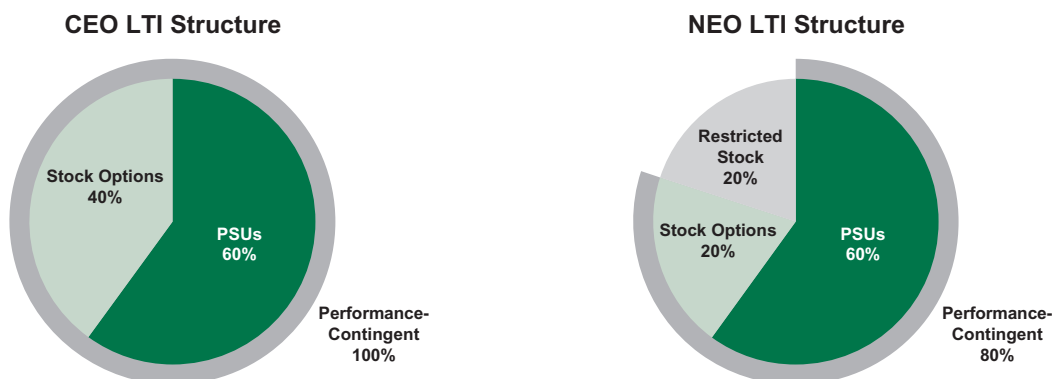 CEO LTI Structure
Stock Options
40%
PSUs
60%
Performance-
Contingent
100%
NEO LTI Structure
Restricted
Stock
20%
Stock Options
20%
PSUs
60%
Performance-
Contingent
80%